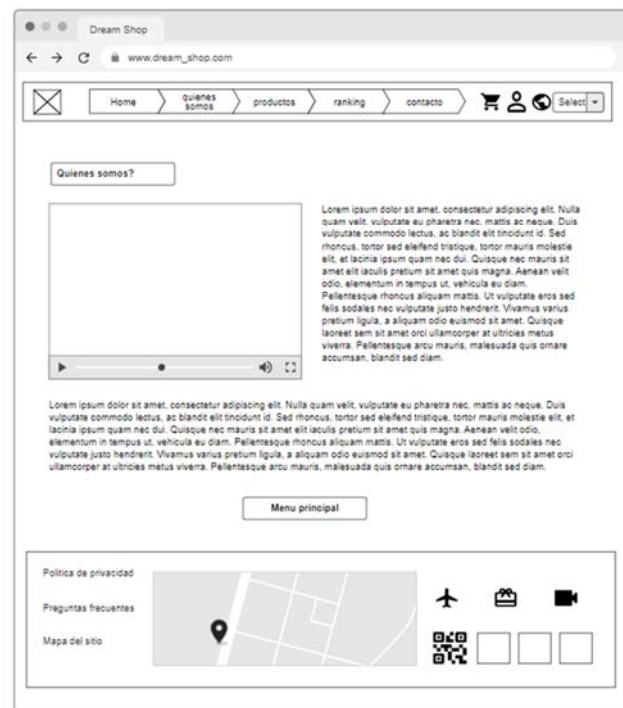 Dream Shop
www.dream_shop.com
Home
quienes
somos
productos
ranking
contacto
Select
Quienes somos?
Lorem ipsum dolor sit amet, consectetur adipiscing elit. Nulla
quam velit, vulputate eu pharetra nec, mattis ac neque. Duis
vulputate commodo lectus, ac blandit elit tincidunt id. Sed
rhoncus, tortor sed eleifend tristique, tortor mauris molestie
elit, et lacinia ipsum quam nec dui. Quisque nec mauris sit
amet elit iaculis pretium sit amet quis magna. Aenean velit
odio, elementum in tempus ut, vehicula eu diam.
Pellentesque rhoncus aliquam mattis. Ut vulputate eros sed
felis sodales nec vulputate justo hendrerit. Vivamus varius
pretium ligula, a aliquam odio euismod sit amet. Quisque
laoreet sem sit amet orci ullamcorper at ultricies metus
viverra. Pellentesque arcu mauris, malesuada quis ornare
accumsan, blandit sed diam.
Lorem ipsum dolor sit amet, consectetur adipiscing elit. Nulla quam velit, vulputate eu pharetra nec, mattis ac neque. Duis
vulputate commodo lectus, ac blandit elit tincidunt id. Sed rhoncus, tortor sed eleifend tristique, tortor mauris molestie elit, et
lacinia ipsum quam nec dui. Quisque nec mauris sit amet elit iaculis pretium sit amet quis magna. Aenean velit odio,
elementum in tempus ut, vehicula eu diam. Pellentesque rhoncus aliquam mattis. Ut vulputate eros sed felis sodales nec
vulputate justo hendrerit. Vivamus varius pretium ligula, a aliquam odio euismod sit amet. Quisque laoreet sem sit amet orci
ullamcorper at ultricies metus viverra. Pellentesque arcu mauris, malesuada quis ornare accumsan, blandit sed diam.
Menu principal
Politica de privacidad
Preguntas frecuentes
Mapa del sitio